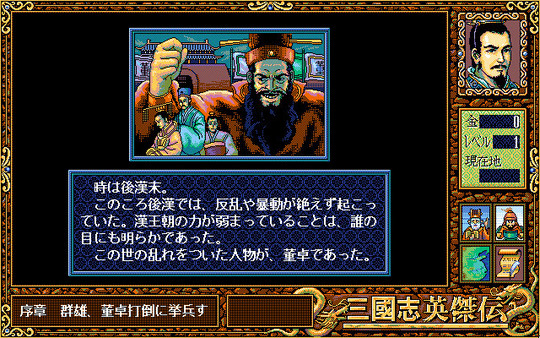 時は後漢末。
このころ後漢では、反乱や暴動が絶えず起こっ
ていた。漢王朝の力が弱まっていることは、誰の
目にも明らかであった。
この世の乱れをついた人物が、董卓であった。
金 0
レベル 1
現在地
序章 群雄、董卓打倒に挙兵す
三國志英傑伝